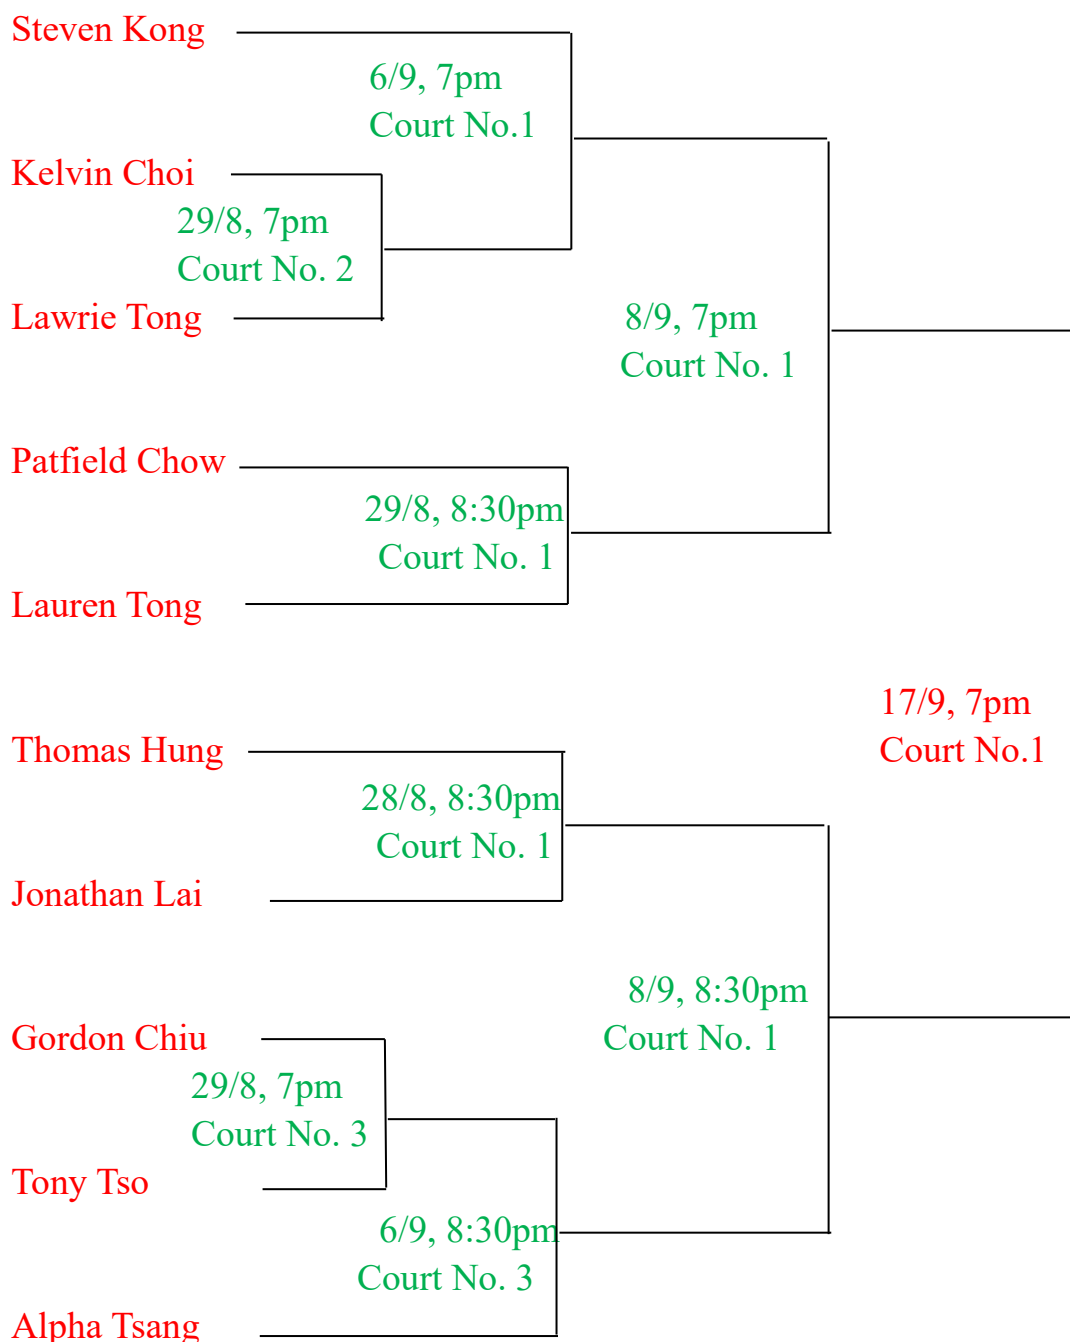 Steven Kong
6/9, 7pm
Court No.1
Kelvin Choi
29/8, 7pm
Court No. 2
Lawrie Tong
8/9, 7pm
Court No. 1
Patfield Chow
29/8, 8:30pm
Court No. 1
Lauren Tong
17/9, 7pm
Court No.1
Thomas Hung
28/8, 8:30pm
Court No. 1
Jonathan Lai
8/9, 8:30pm
Court No. 1
Gordon Chiu
29/8, 7pm
Court No. 3
Tony Tso
6/9, 8:30pm
Court No. 3
Alpha Tsang